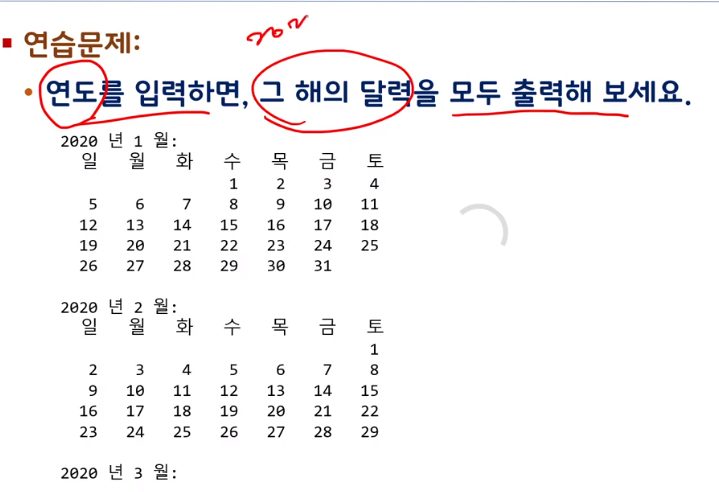 202
연습문제:
연도를 입력하면, 그 해의 달력을 모두 출력해 보세요.
2020 년 1 월:
일 월 화 수 목 금 토
1 2 3 4
5 6 7 8 9 10 11
12 13 14 15 16 17 18
19 20 21 22 23 24 25
26 27 28 29 30 31
2020 년 2 월:
일 월 화 수 목 금 토
1
2 3 4 5 6 7 8
9 10 11 12 13 14 15
16 17 18 19 20 21 22
23 24 25 26 27 28 29
2020 년 3 월: